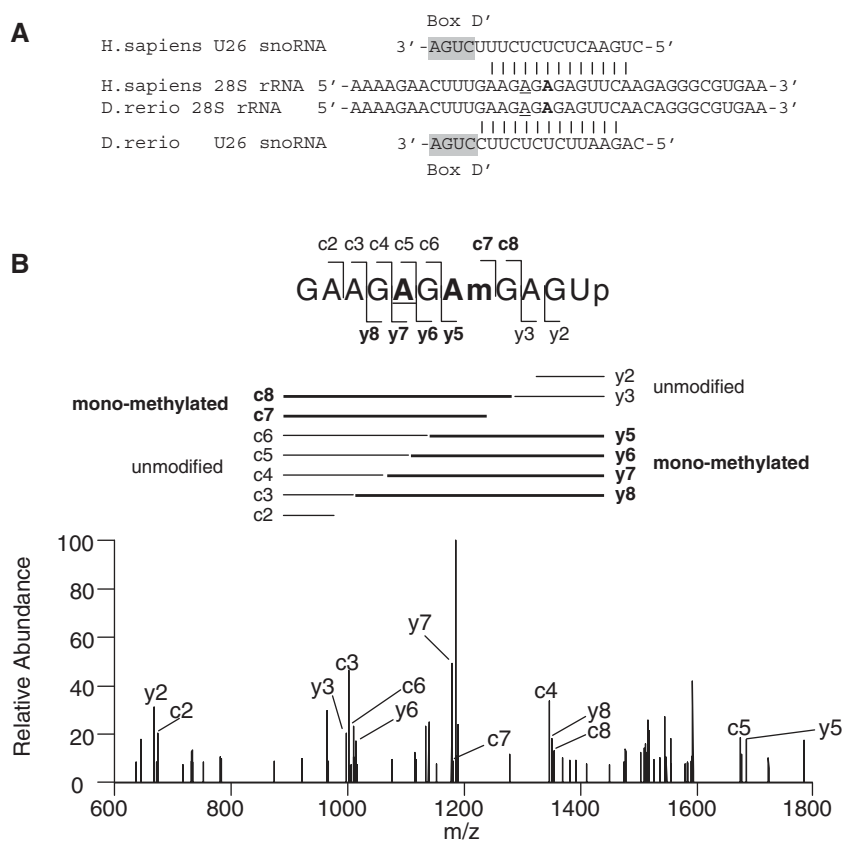 A
Box D′
H.sapiens U26 snoRNA 3′-AGUCUUUCUCUCUCAAGUC-5′
H.sapiens 28S rRNA 5′-AAAAGAACUUUGAAGAGAGAGUUCAAGAGGGCGUGAA-3′
D.rerio 28S rRNA 5′-AAAAGAACUUUGAAGAGAGAGUUCAACAGGGCGUGAA-3′
D.rerio U26 snoRNA 3′-AGUCCUUCUCUCUUAAGAC-5′
Box D′
B
c2 c3 c4 c5 c6 c7 c8
GAAGAGAmGAGUp
y8 y7 y6 y5 y3 y2
y2
mono-methylated c8 y3 unmodified
c7
c6 y5
unmodified c5 y6 mono-methylated
c4 y7
c3 y8
c2
Relative Abundance
100
80
60
40
20
0
y2
c2
y3
c3
c6
y6
y7
c7
c4
y8
c8
c5
y5
600 800 1000 1200 1400 1600 1800
m/z